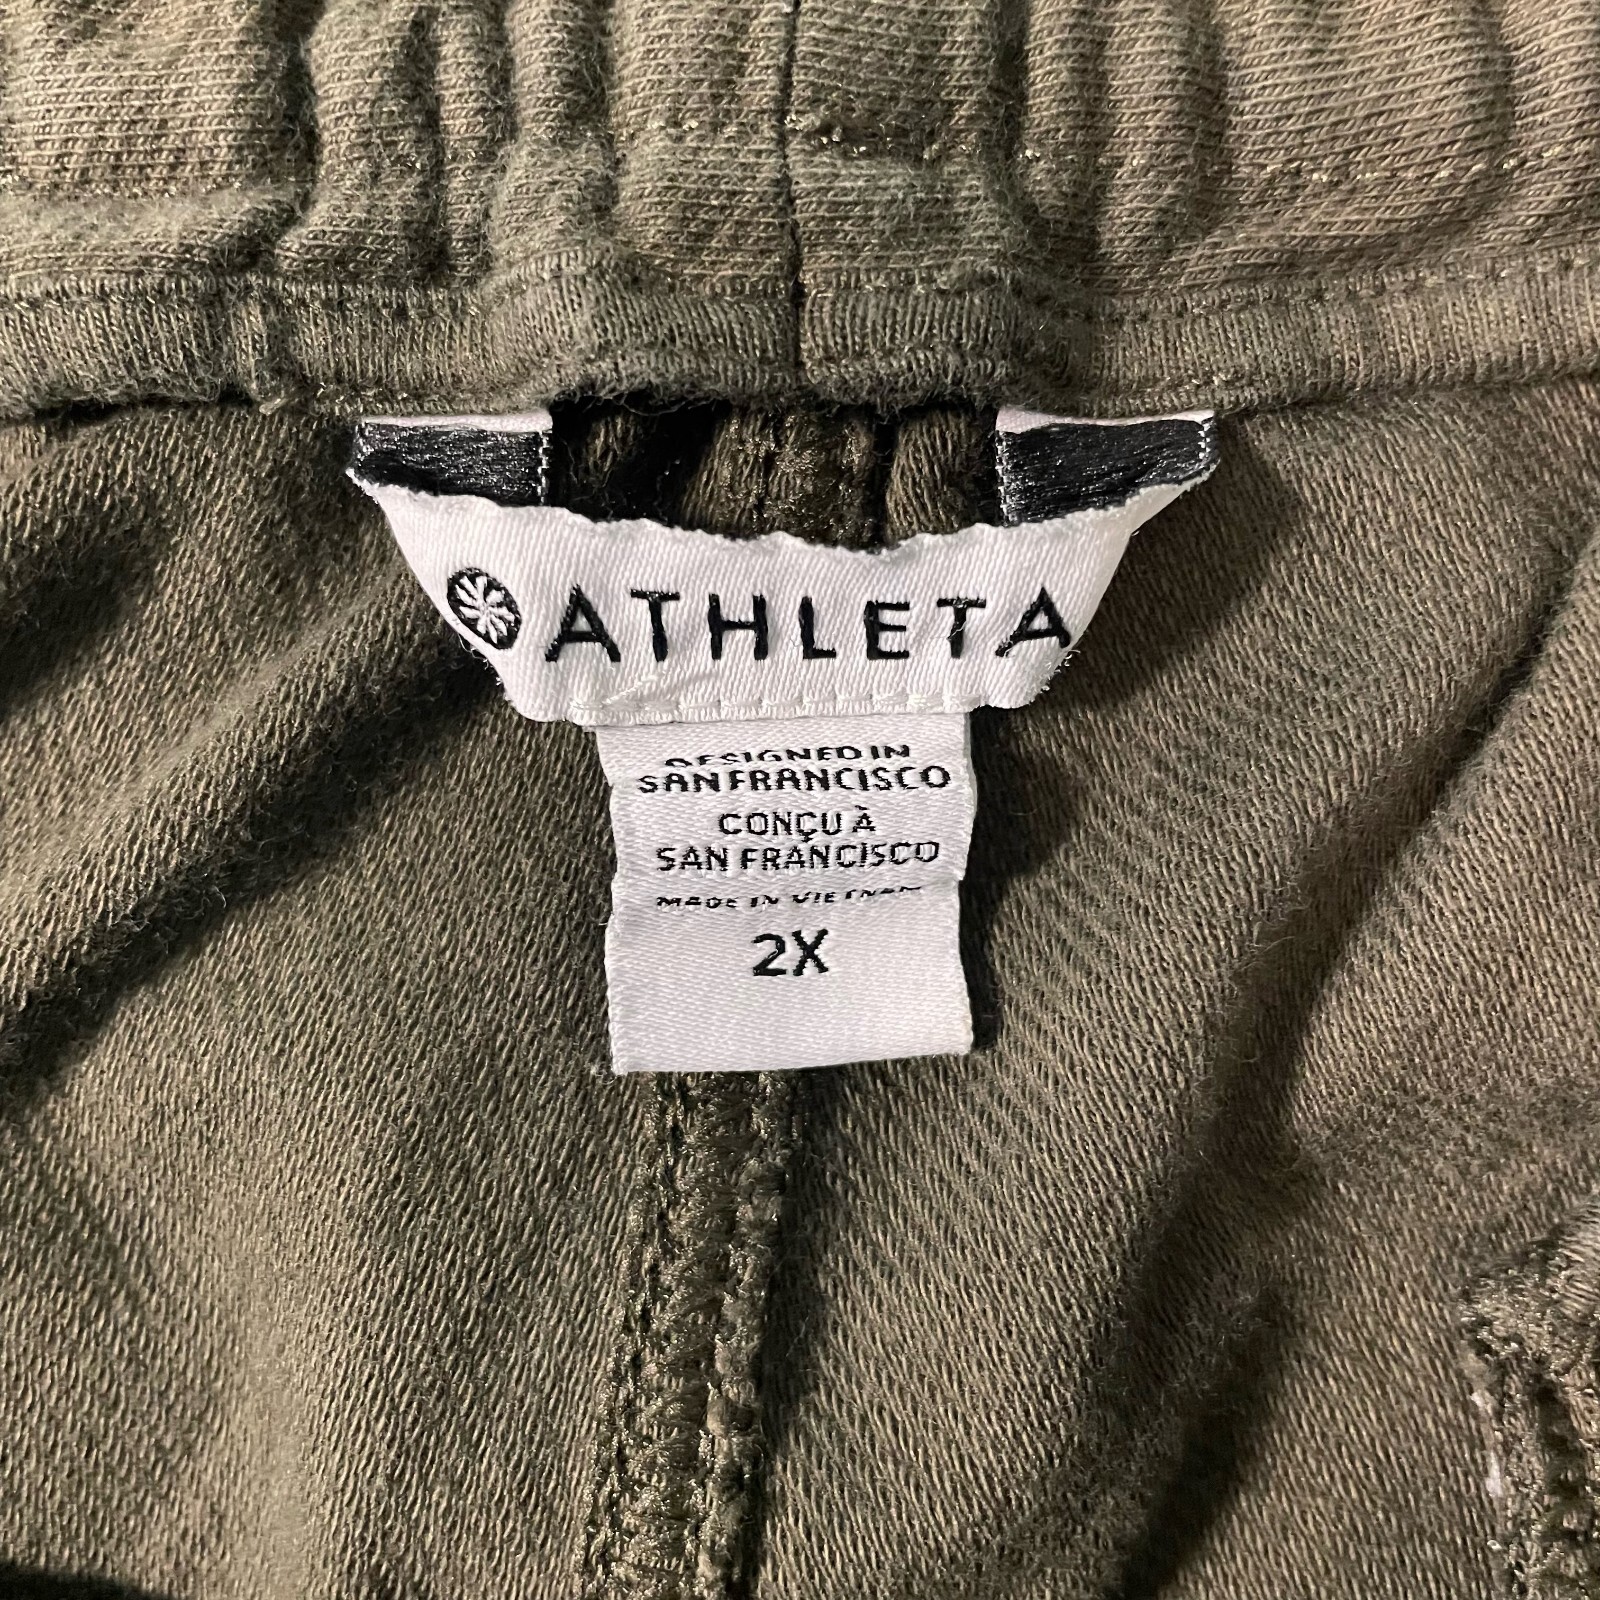 ATHLETA
DESIGNED IN
SAN FRANCISCO
CONÇU À
SAN FRANCISCO
MADE IN VIETNAM
2X